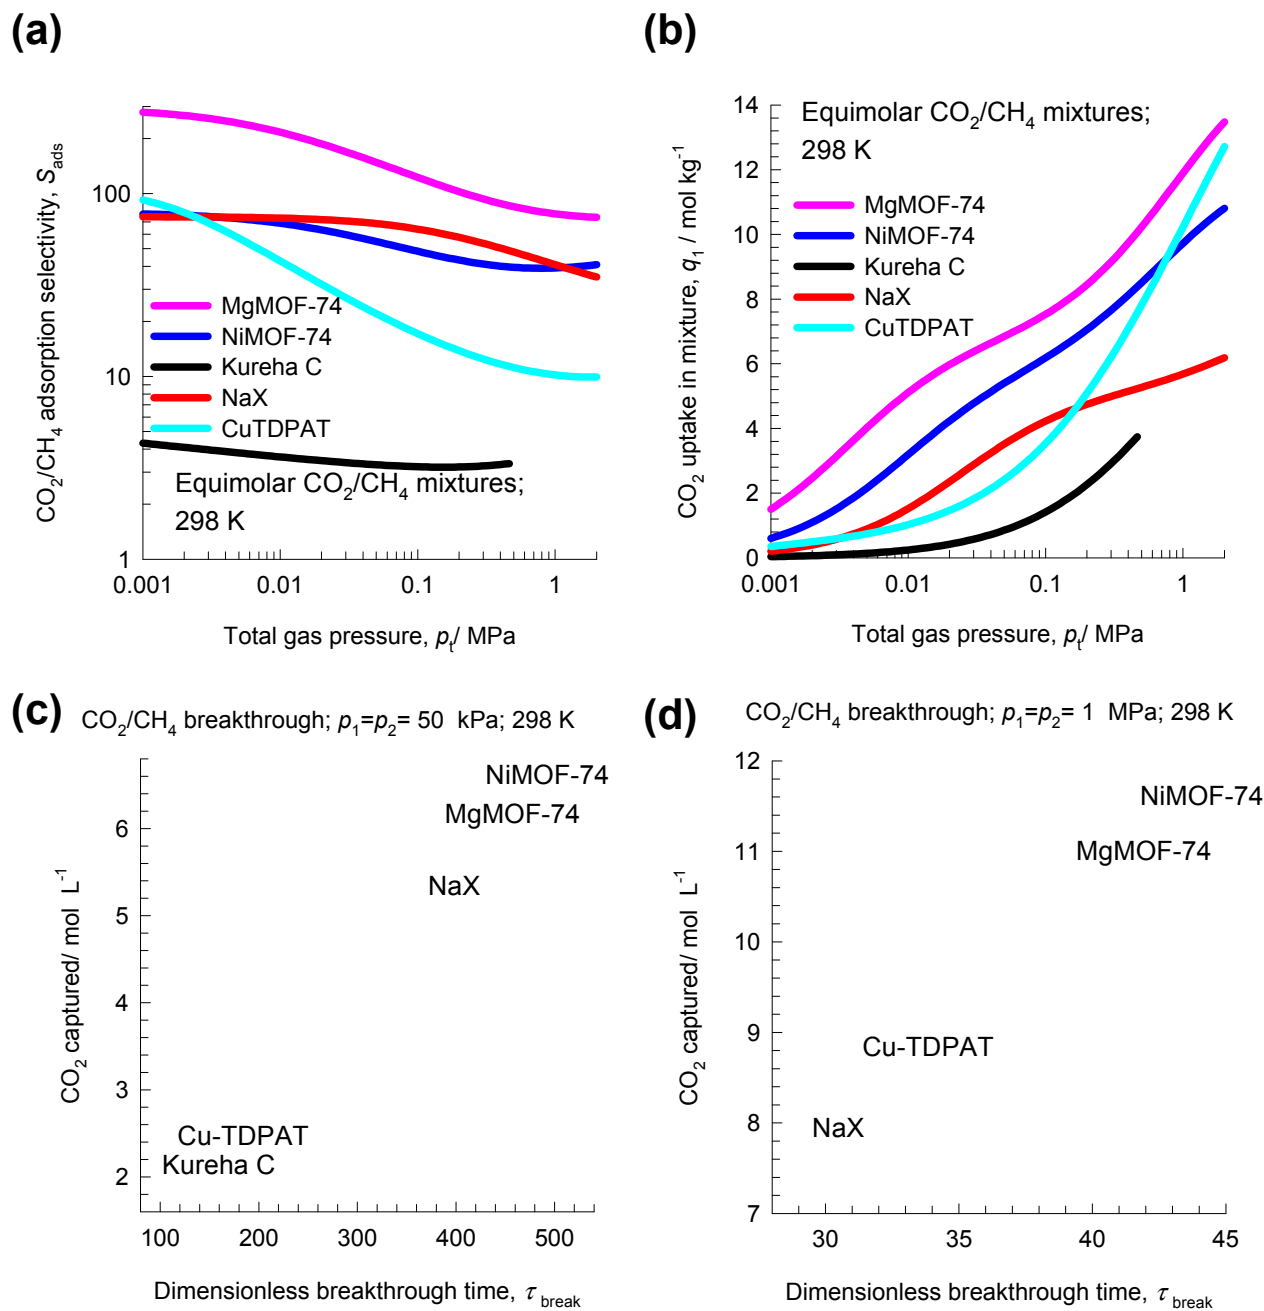 (a)
CO2/CH4 adsorption selectivity, Sads
100
10
1
MgMOF-74
NiMOF-74
Kureha C
NaX
CuTDPAT
Equimolar CO2/CH4 mixtures;
298 K
0.001
0.01
0.1
1
Total gas pressure, pt/ MPa
(b)
CO2 uptake in mixture, q1 / mol kg-1
14
12
10
8
6
4
2
0
Equimolar CO2/CH4 mixtures;
298 K
MgMOF-74
NiMOF-74
Kureha C
NaX
CuTDPAT
0.001
0.01
0.1
1
Total gas pressure, pt/ MPa
(c)
CO2/CH4 breakthrough; p1=p2= 50 kPa; 298 K
CO2 captured/ mol L-1
6
5
4
3
2
NiMOF-74
MgMOF-74
NaX
Cu-TDPAT
Kureha C
100
200
300
400
500
Dimensionless breakthrough time, τbreak
(d)
CO2/CH4 breakthrough; p1=p2= 1 MPa; 298 K
CO2 captured/ mol L-1
12
11
10
9
8
7
NiMOF-74
MgMOF-74
Cu-TDPAT
NaX
30
35
40
45
Dimensionless breakthrough time, τbreak